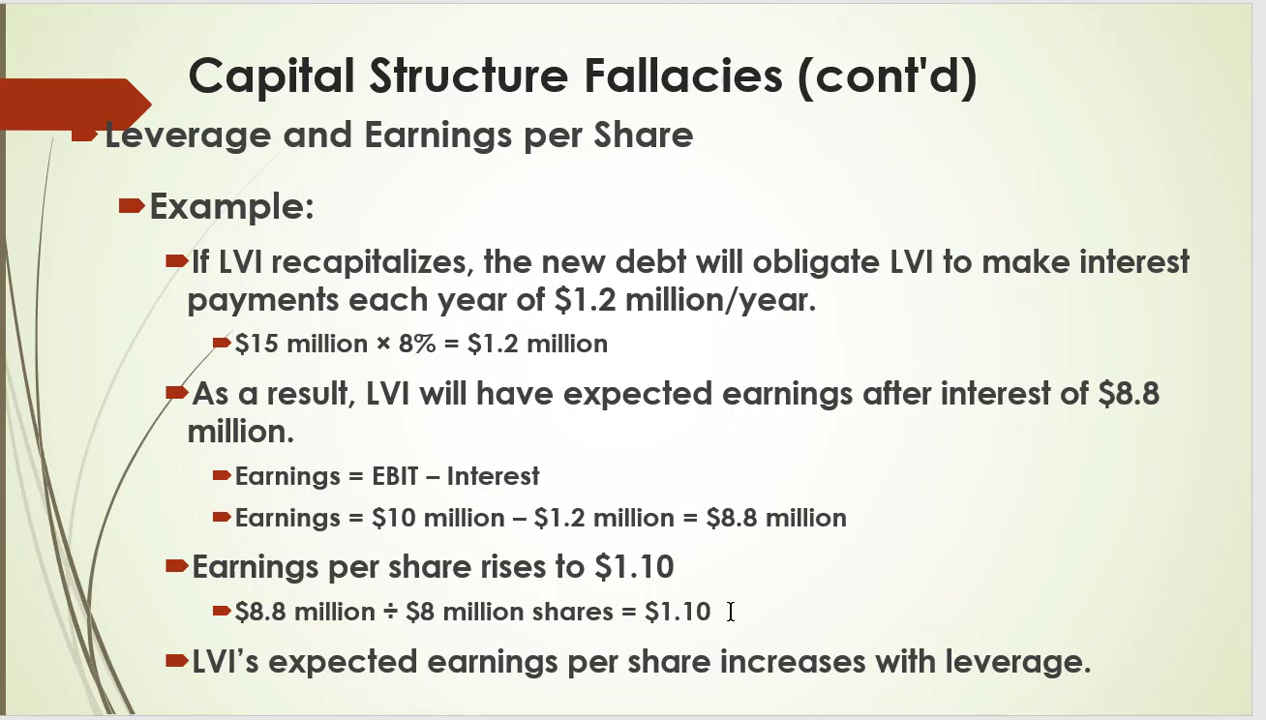 Capital Structure Fallacies (cont'd)
Leverage and Earnings per Share
Example:
If LVI recapitalizes, the new debt will obligate LVI to make interest
payments each year of $1.2 million/year.
$15 million × 8% = $1.2 million
As a result, LVI will have expected earnings after interest of $8.8
million.
Earnings = EBIT – Interest
Earnings = $10 million – $1.2 million = $8.8 million
Earnings per share rises to $1.10
$8.8 million ÷ $8 million shares = $1.10
LVI’s expected earnings per share increases with leverage.